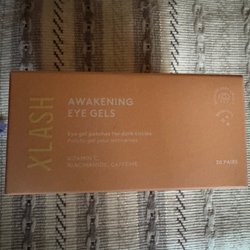 XLASH
AWAKENING
EYE GELS
Eye gel patches for dark circles
VITAMIN C,
NIACINAMIDE, CAFFEINE
30 PAIRS